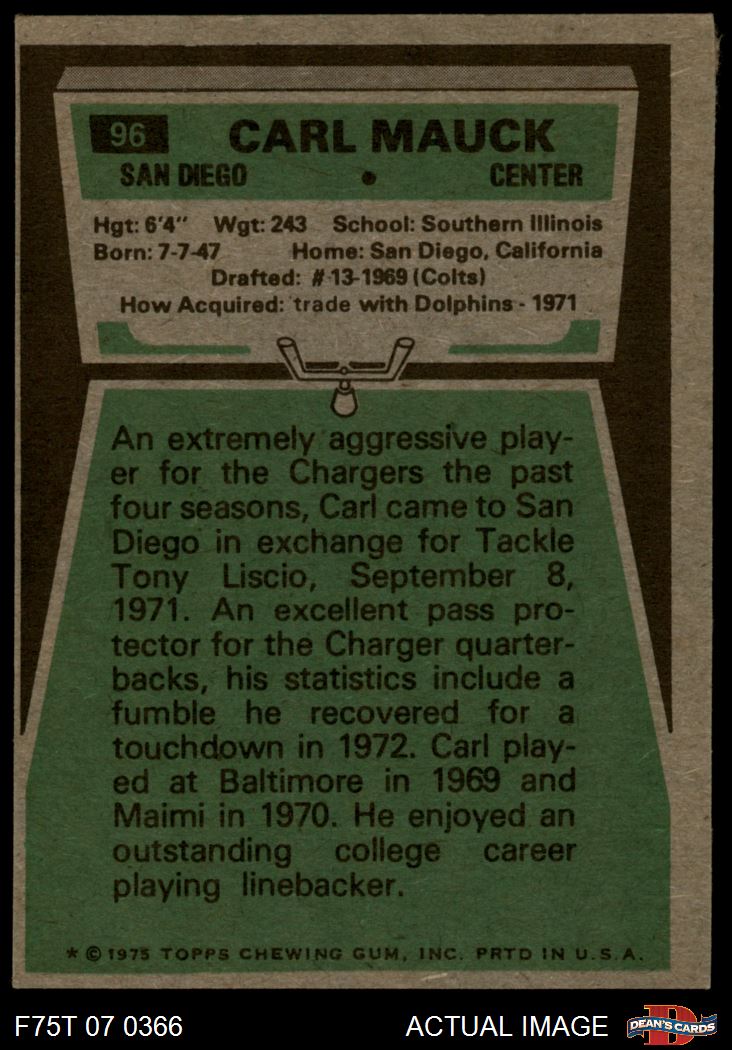 96 CARL MAUCK
SAN DIEGO • CENTER
Hgt: 6'4" Wgt: 243 School: Southern Illinois
Born: 7-7-47 Home: San Diego, California
Drafted: #13-1969 (Colts)
How Acquired: trade with Dolphins - 1971
An extremely aggressive play-
er for the Chargers the past
four seasons, Carl came to San
Diego in exchange for Tackle
Tony Liscio, September 8,
1971. An excellent pass pro-
tector for the Charger quarter-
backs, his statistics include a
fumble he recovered for a
touchdown in 1972. Carl play-
ed at Baltimore in 1969 and
Maimi in 1970. He enjoyed an
outstanding college career
playing linebacker.
* © 1975 TOPPS CHEWING GUM, INC. PRTD IN U.S.A.
F75T 07 0366 ACTUAL IMAGE D DEAN'S CARDS